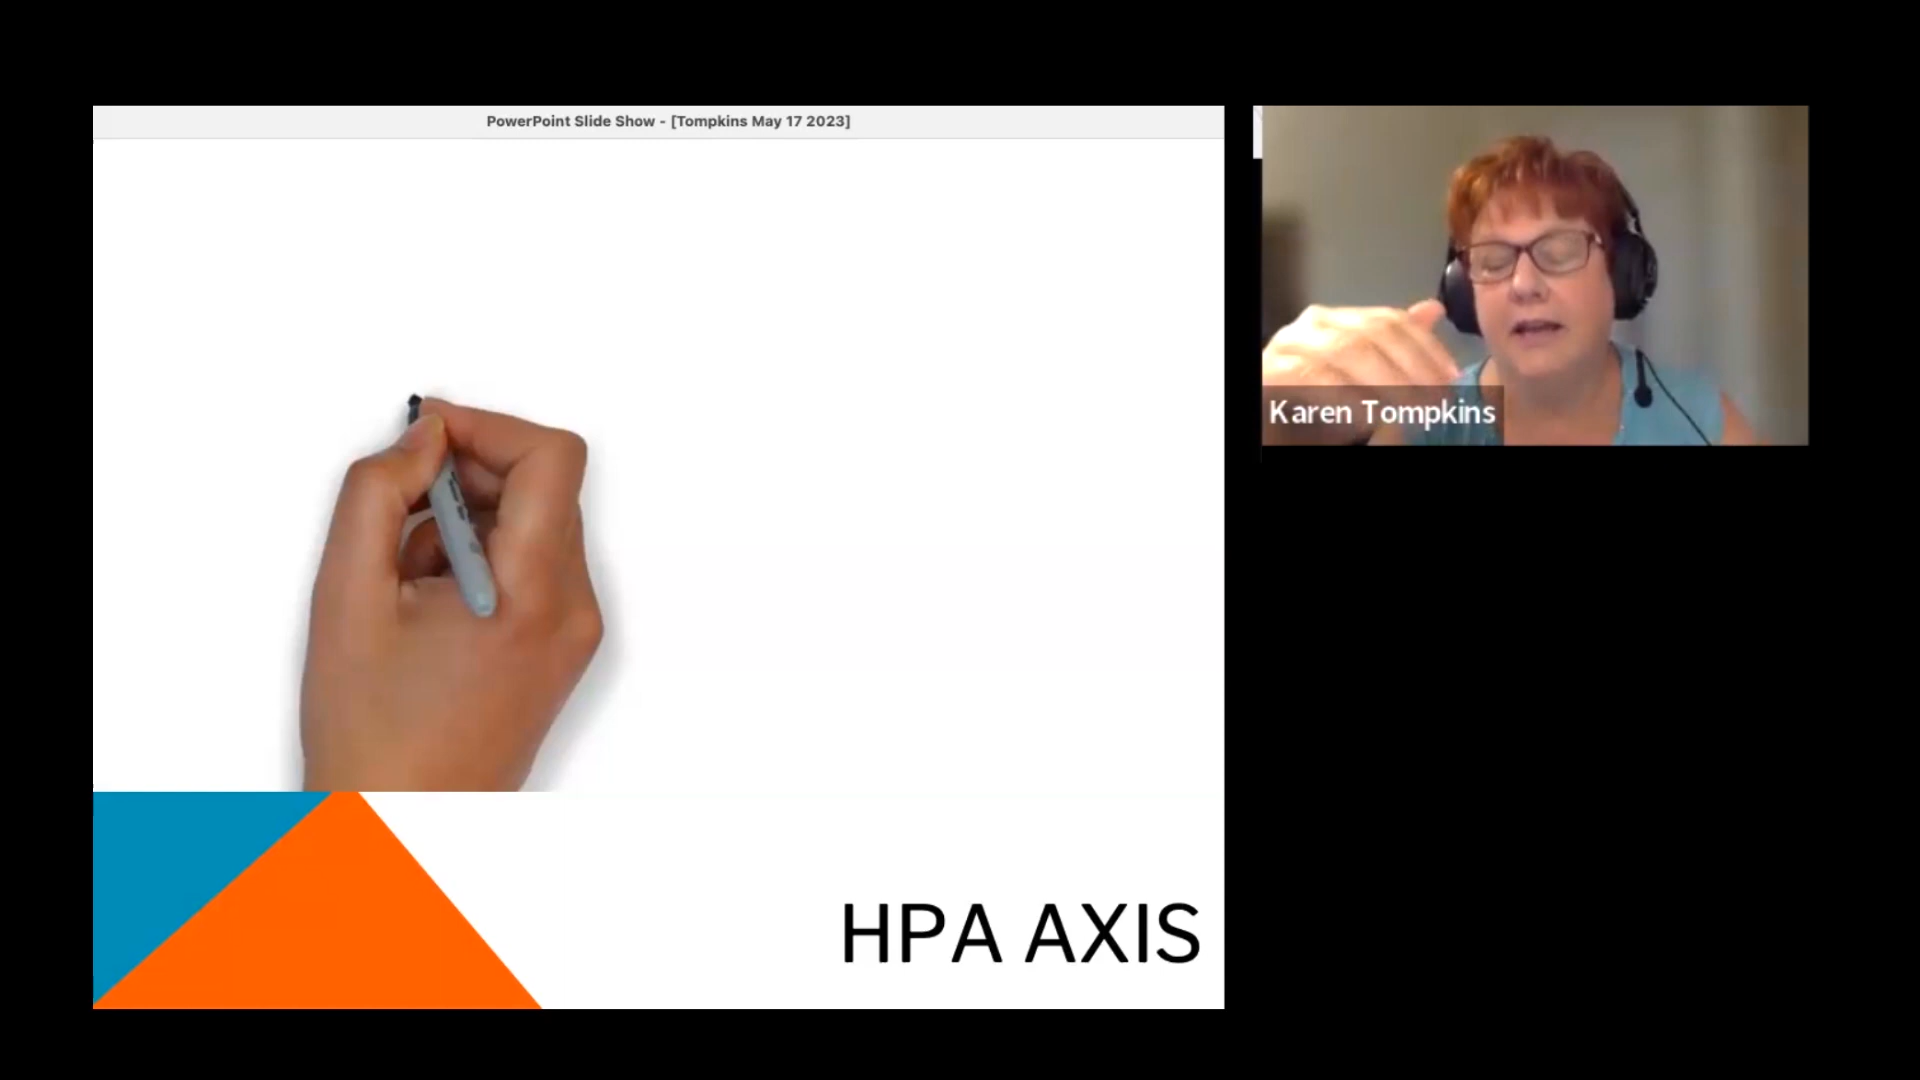 PowerPoint Slide Show - [Tompkins May 17 2023]
Karen Tompkins
HPA AXIS